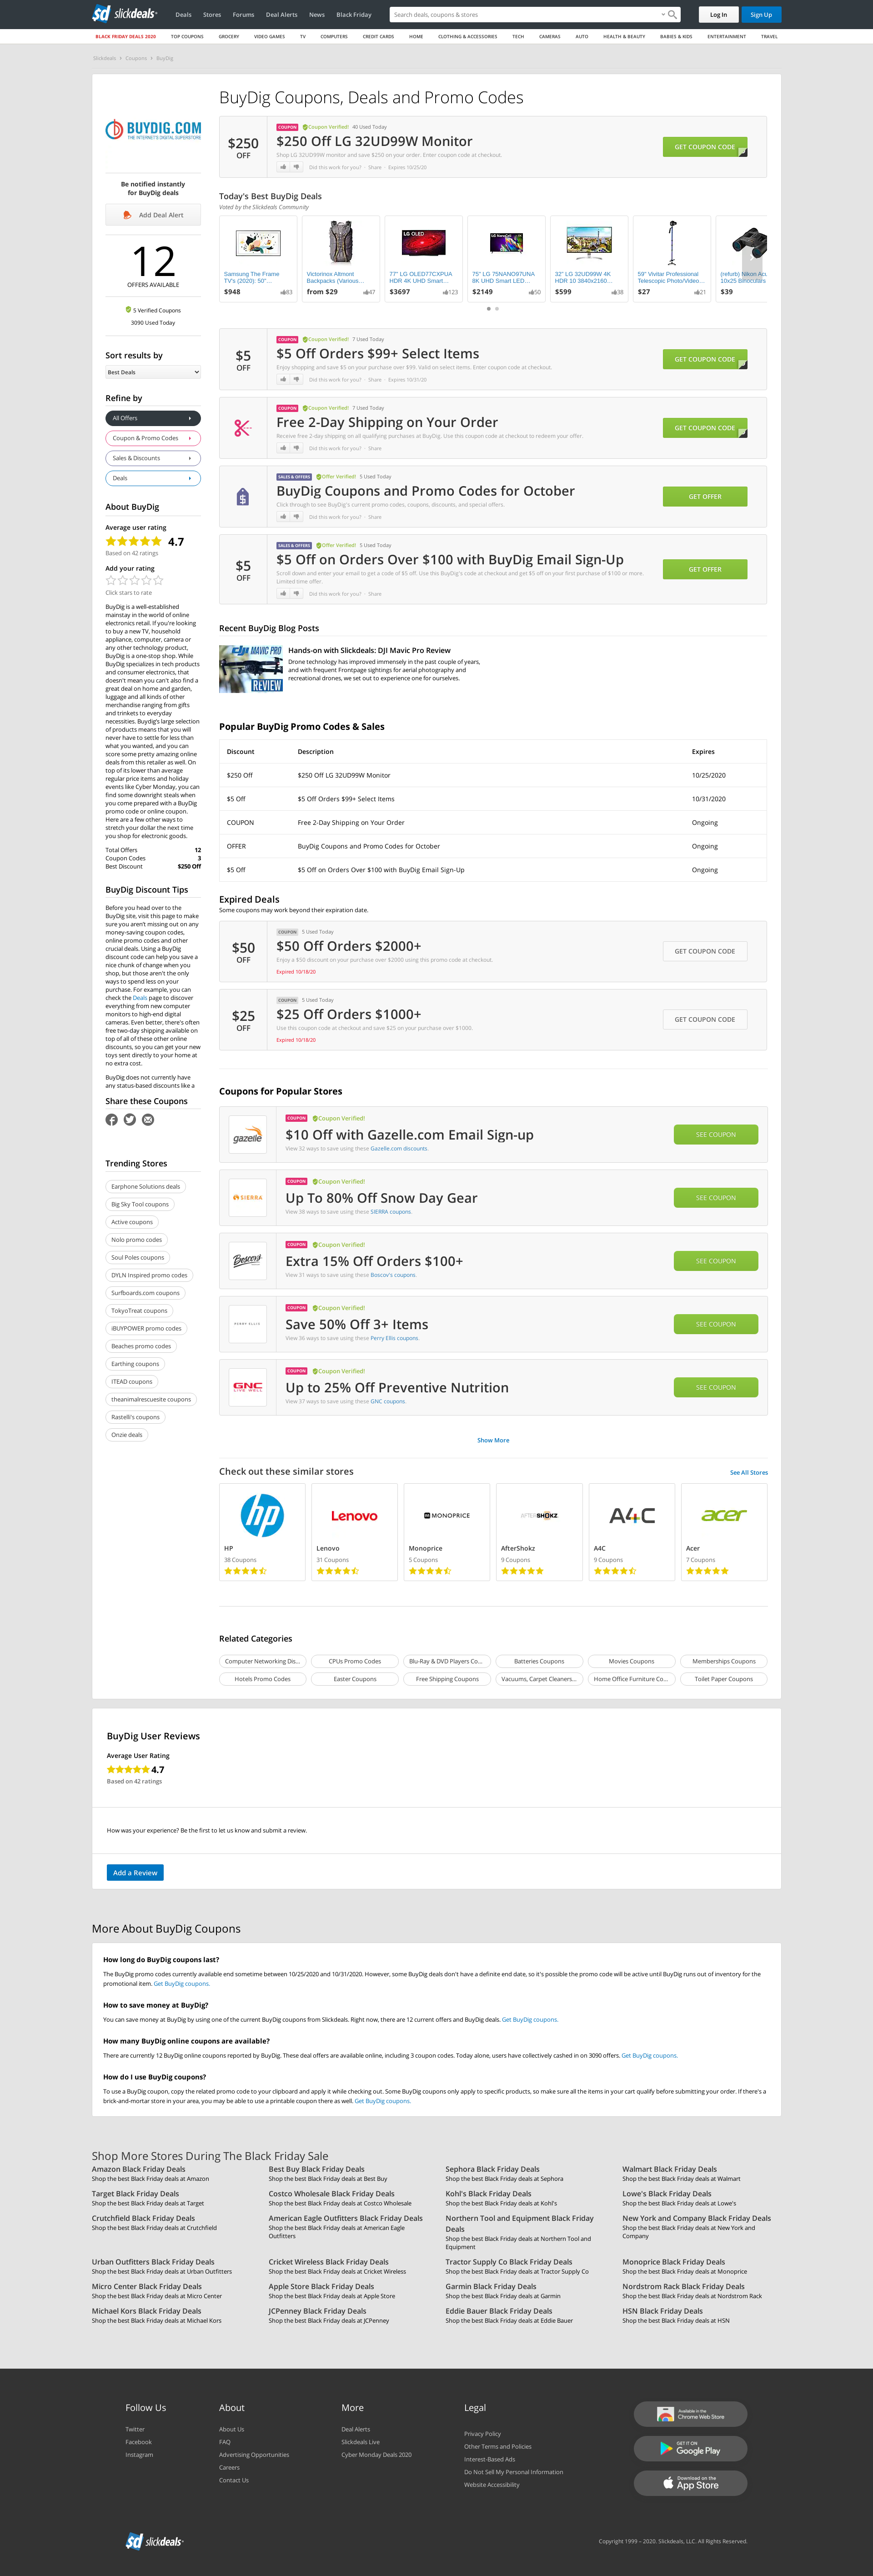 slickdeals
Deals Stores Forums Deal Alerts News Black Friday
Search deals, coupons & stores
Log In Sign Up
BLACK FRIDAY DEALS 2020 TOP COUPONS GROCERY VIDEO GAMES TV COMPUTERS CREDIT CARDS HOME CLOTHING & ACCESSORIES TECH CAMERAS AUTO HEALTH & BEAUTY BABIES & KIDS ENTERTAINMENT TRAVEL
Slickdeals › Coupons › BuyDig
BUYDIG.COM
THE INTERNET'S DIGITAL SUPERSTORE
Be notified instantly
for BuyDig deals
Add Deal Alert
12
OFFERS AVAILABLE
5 Verified Coupons
3090 Used Today
Sort results by
Best Deals
Refine by
All Offers
Coupon & Promo Codes
Sales & Discounts
Deals
About BuyDig
Average user rating
4.7
Based on 42 ratings
Add your rating
Click stars to rate
BuyDig is a well-established
mainstay in the world of online
electronics retail. If you're looking
to buy a new TV, household
appliance, computer, camera or
any other technology product,
BuyDig is a one-stop shop. While
BuyDig specializes in tech products
and consumer electronics, that
doesn't mean you can't also find a
great deal on home and garden,
luggage and all kinds of other
merchandise ranging from gifts
and trinkets to everyday
necessities. BuyDig's large selection
of products means that you will
never have to settle for less than
what you wanted, and you can
score some pretty amazing online
deals from this retailer as well. On
top of its lower than average
regular price items and holiday
events like Cyber Monday, you can
find some downright steals when
you come prepared with a BuyDig
promo code or online coupon.
Here are a few other ways to
stretch your dollar the next time
you shop for electronic goods.
Total Offers 12
Coupon Codes 3
Best Discount $250 Off
BuyDig Discount Tips
Before you head over to the
BuyDig site, visit this page to make
sure you aren't missing out on any
money-saving coupon codes,
online promo codes and other
crucial deals. Using a BuyDig
discount code can help you save a
nice chunk of change when you
shop, but those aren't the only
ways to spend less on your
purchase. For example, you can
check the Deals page to discover
everything from new computer
monitors to high-end digital
cameras. Even better, there's often
free two-day shipping available on
top of all of these other online
discounts, so you can get your new
toys sent directly to your home at
no extra cost.
BuyDig does not currently have
any status-based discounts like a
Share these Coupons
Trending Stores
Earphone Solutions deals
Big Sky Tool coupons
Active coupons
Nolo promo codes
Soul Poles coupons
DYLN Inspired promo codes
Surfboards.com coupons
TokyoTreat coupons
iBUYPOWER promo codes
Beaches promo codes
Earthing coupons
ITEAD coupons
theanimalrescuesite coupons
Rastelli's coupons
Onzie deals
BuyDig Coupons, Deals and Promo Codes
$250
OFF
COUPON Coupon Verified! 40 Used Today
$250 Off LG 32UD99W Monitor
Shop LG 32UD99W monitor and save $250 on your order. Enter coupon code at checkout.
Did this work for you? · Share · Expires 10/25/20
GET COUPON CODE
Today's Best BuyDig Deals
Voted by the Slickdeals Community
Samsung The Frame
TV's (2020): 50"...
$948 83
Victorinox Altmont
Backpacks (Various...
from $29 47
LG OLED
77" LG OLED77CXPUA
HDR 4K UHD Smart...
$3697 123
75" LG 75NANO97UNA
8K UHD Smart LED...
$2149 50
32" LG 32UD99W 4K
HDR 10 3840x2160...
$599 38
59" Vivitar Professional
Telescopic Photo/Video...
$27 21
(refurb) Nikon Acu
10x25 Binoculars
$39
$5
OFF
COUPON Coupon Verified! 7 Used Today
$5 Off Orders $99+ Select Items
Enjoy shopping and save $5 on your purchase over $99. Valid on select items. Enter coupon code at checkout.
Did this work for you? · Share · Expires 10/31/20
GET COUPON CODE
COUPON Coupon Verified! 7 Used Today
Free 2-Day Shipping on Your Order
Receive free 2-day shipping on all qualifying purchases at BuyDig. Use this coupon code at checkout to redeem your offer.
Did this work for you? · Share
GET COUPON CODE
SALES & OFFERS Offer Verified! 5 Used Today
BuyDig Coupons and Promo Codes for October
Click through to see BuyDig's current promo codes, coupons, discounts, and special offers.
Did this work for you? · Share
GET OFFER
$5
OFF
SALES & OFFERS Offer Verified! 5 Used Today
$5 Off on Orders Over $100 with BuyDig Email Sign-Up
Scroll down and enter your email to get a code of $5 off. Use this BuyDig's code at checkout and get $5 off on your first purchase of $100 or more.
Limited time offer.
Did this work for you? · Share
GET OFFER
Recent BuyDig Blog Posts
DJI MAVIC PRO
REVIEW
Hands-on with Slickdeals: DJI Mavic Pro Review
Drone technology has improved immensely in the past couple of years,
and with frequent Frontpage sightings for aerial photography and
recreational drones, we set out to experience one for ourselves.
Popular BuyDig Promo Codes & Sales
Discount Description Expires
$250 Off $250 Off LG 32UD99W Monitor 10/25/2020
$5 Off $5 Off Orders $99+ Select Items 10/31/2020
COUPON Free 2-Day Shipping on Your Order Ongoing
OFFER BuyDig Coupons and Promo Codes for October Ongoing
$5 Off $5 Off on Orders Over $100 with BuyDig Email Sign-Up Ongoing
Expired Deals
Some coupons may work beyond their expiration date.
$50
OFF
COUPON 5 Used Today
$50 Off Orders $2000+
Enjoy a $50 discount on your purchase over $2000 using this promo code at checkout.
Expired 10/18/20
GET COUPON CODE
$25
OFF
COUPON 5 Used Today
$25 Off Orders $1000+
Use this coupon code at checkout and save $25 on your purchase over $1000.
Expired 10/18/20
GET COUPON CODE
Coupons for Popular Stores
gazelle
COUPON Coupon Verified!
$10 Off with Gazelle.com Email Sign-up
View 32 ways to save using these Gazelle.com discounts.
SEE COUPON
SIERRA
COUPON Coupon Verified!
Up To 80% Off Snow Day Gear
View 38 ways to save using these SIERRA coupons.
SEE COUPON
Boscov's
COUPON Coupon Verified!
Extra 15% Off Orders $100+
View 31 ways to save using these Boscov's coupons.
SEE COUPON
PERRY ELLIS
COUPON Coupon Verified!
Save 50% Off 3+ Items
View 36 ways to save using these Perry Ellis coupons.
SEE COUPON
GNC
LIVE WELL
COUPON Coupon Verified!
Up to 25% Off Preventive Nutrition
View 37 ways to save using these GNC coupons.
SEE COUPON
Show More
Check out these similar stores
See All Stores
hp Lenovo MONOPRICE AFTERSHOKZ A4C acer
HP Lenovo Monoprice AfterShokz A4C Acer
38 Coupons 31 Coupons 5 Coupons 9 Coupons 9 Coupons 7 Coupons
Related Categories
Computer Networking Dis... CPUs Promo Codes Blu-Ray & DVD Players Co... Batteries Coupons Movies Coupons Memberships Coupons
Hotels Promo Codes Easter Coupons Free Shipping Coupons Vacuums, Carpet Cleaners... Home Office Furniture Co... Toilet Paper Coupons
BuyDig User Reviews
Average User Rating
4.7
Based on 42 ratings
How was your experience? Be the first to let us know and submit a review.
Add a Review
More About BuyDig Coupons
How long do BuyDig coupons last?
The BuyDig promo codes currently available end sometime between 10/25/2020 and 10/31/2020. However, some BuyDig deals don't have a definite end date, so it's possible the promo code will be active until BuyDig runs out of inventory for the
promotional item. Get BuyDig coupons.
How to save money at BuyDig?
You can save money at BuyDig by using one of the current BuyDig coupons from Slickdeals. Right now, there are 12 current offers and BuyDig deals. Get BuyDig coupons.
How many BuyDig online coupons are available?
There are currently 12 BuyDig online coupons reported by BuyDig. These deal offers are available online, including 3 coupon codes. Today alone, users have collectively cashed in on 3090 offers. Get BuyDig coupons.
How do I use BuyDig coupons?
To use a BuyDig coupon, copy the related promo code to your clipboard and apply it while checking out. Some BuyDig coupons only apply to specific products, so make sure all the items in your cart qualify before submitting your order. If there's a
brick-and-mortar store in your area, you may be able to use a printable coupon there as well. Get BuyDig coupons.
Shop More Stores During The Black Friday Sale
Amazon Black Friday Deals Best Buy Black Friday Deals Sephora Black Friday Deals Walmart Black Friday Deals
Shop the best Black Friday deals at Amazon Shop the best Black Friday deals at Best Buy Shop the best Black Friday deals at Sephora Shop the best Black Friday deals at Walmart
Target Black Friday Deals Costco Wholesale Black Friday Deals Kohl's Black Friday Deals Lowe's Black Friday Deals
Shop the best Black Friday deals at Target Shop the best Black Friday deals at Costco Wholesale Shop the best Black Friday deals at Kohl's Shop the best Black Friday deals at Lowe's
Crutchfield Black Friday Deals American Eagle Outfitters Black Friday Deals Northern Tool and Equipment Black Friday New York and Company Black Friday Deals
Deals
Shop the best Black Friday deals at Crutchfield Shop the best Black Friday deals at American Eagle Shop the best Black Friday deals at New York and
Outfitters Company
Shop the best Black Friday deals at Northern Tool and
Equipment
Urban Outfitters Black Friday Deals Cricket Wireless Black Friday Deals Tractor Supply Co Black Friday Deals Monoprice Black Friday Deals
Shop the best Black Friday deals at Urban Outfitters Shop the best Black Friday deals at Cricket Wireless Shop the best Black Friday deals at Tractor Supply Co Shop the best Black Friday deals at Monoprice
Micro Center Black Friday Deals Apple Store Black Friday Deals Garmin Black Friday Deals Nordstrom Rack Black Friday Deals
Shop the best Black Friday deals at Micro Center Shop the best Black Friday deals at Apple Store Shop the best Black Friday deals at Garmin Shop the best Black Friday deals at Nordstrom Rack
Michael Kors Black Friday Deals JCPenney Black Friday Deals Eddie Bauer Black Friday Deals HSN Black Friday Deals
Shop the best Black Friday deals at Michael Kors Shop the best Black Friday deals at JCPenney Shop the best Black Friday deals at Eddie Bauer Shop the best Black Friday deals at HSN
Follow Us
Twitter
Facebook
Instagram
About
About Us
FAQ
Advertising Opportunities
Careers
Contact Us
More
Deal Alerts
Slickdeals Live
Cyber Monday Deals 2020
Legal
Privacy Policy
Other Terms and Policies
Interest-Based Ads
Do Not Sell My Personal Information
Website Accessibility
Available in the
Chrome Web Store
GET IT ON
Google Play
Download on the
App Store
slickdeals
Copyright 1999 – 2020. Slickdeals, LLC. All Rights Reserved.